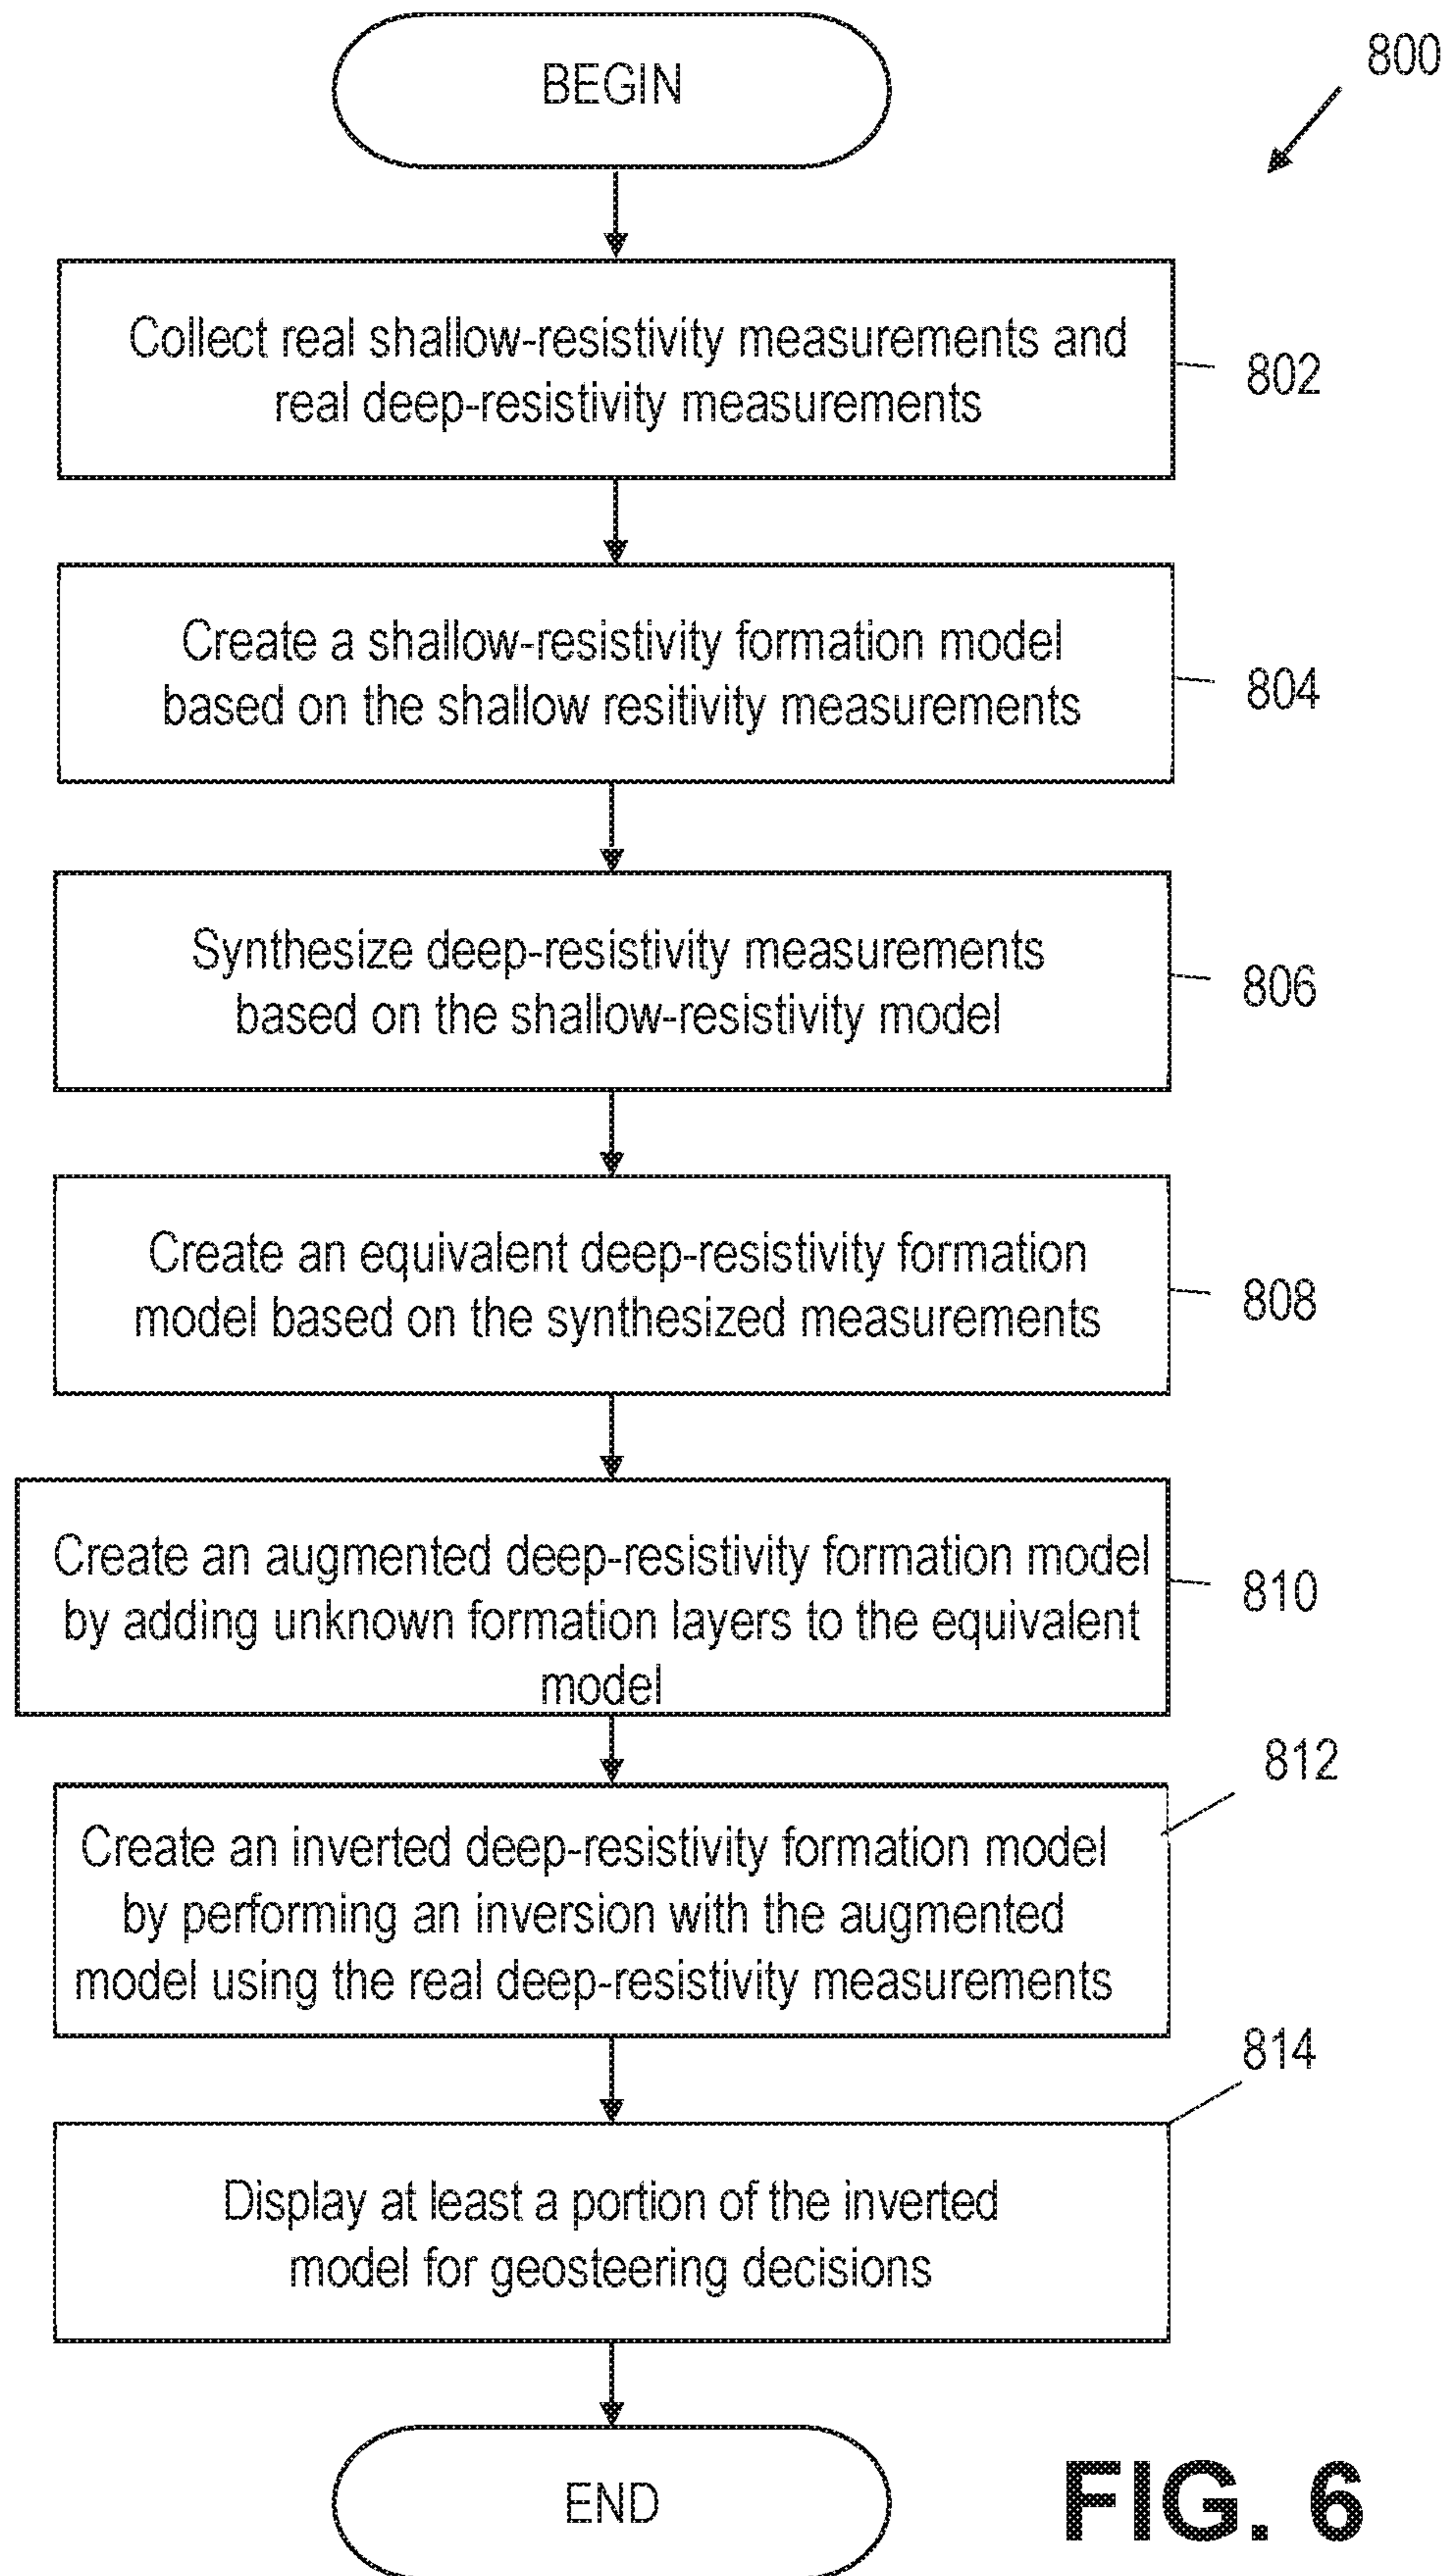 BEGIN
800
Collect real shallow-resistivity measurements and
real deep-resistivity measurements
802
Create a shallow-resistivity formation model
based on the shallow resitivity measurements
804
Synthesize deep-resistivity measurements
based on the shallow-resistivity model
806
Create an equivalent deep-resistivity formation
model based on the synthesized measurements
808
Create an augmented deep-resistivity formation model
by adding unknown formation layers to the equivalent
model
810
812
Create an inverted deep-resistivity formation model
by performing an inversion with the augmented
model using the real deep-resistivity measurements
814
Display at least a portion of the inverted
model for geosteering decisions
END
FIG. 6